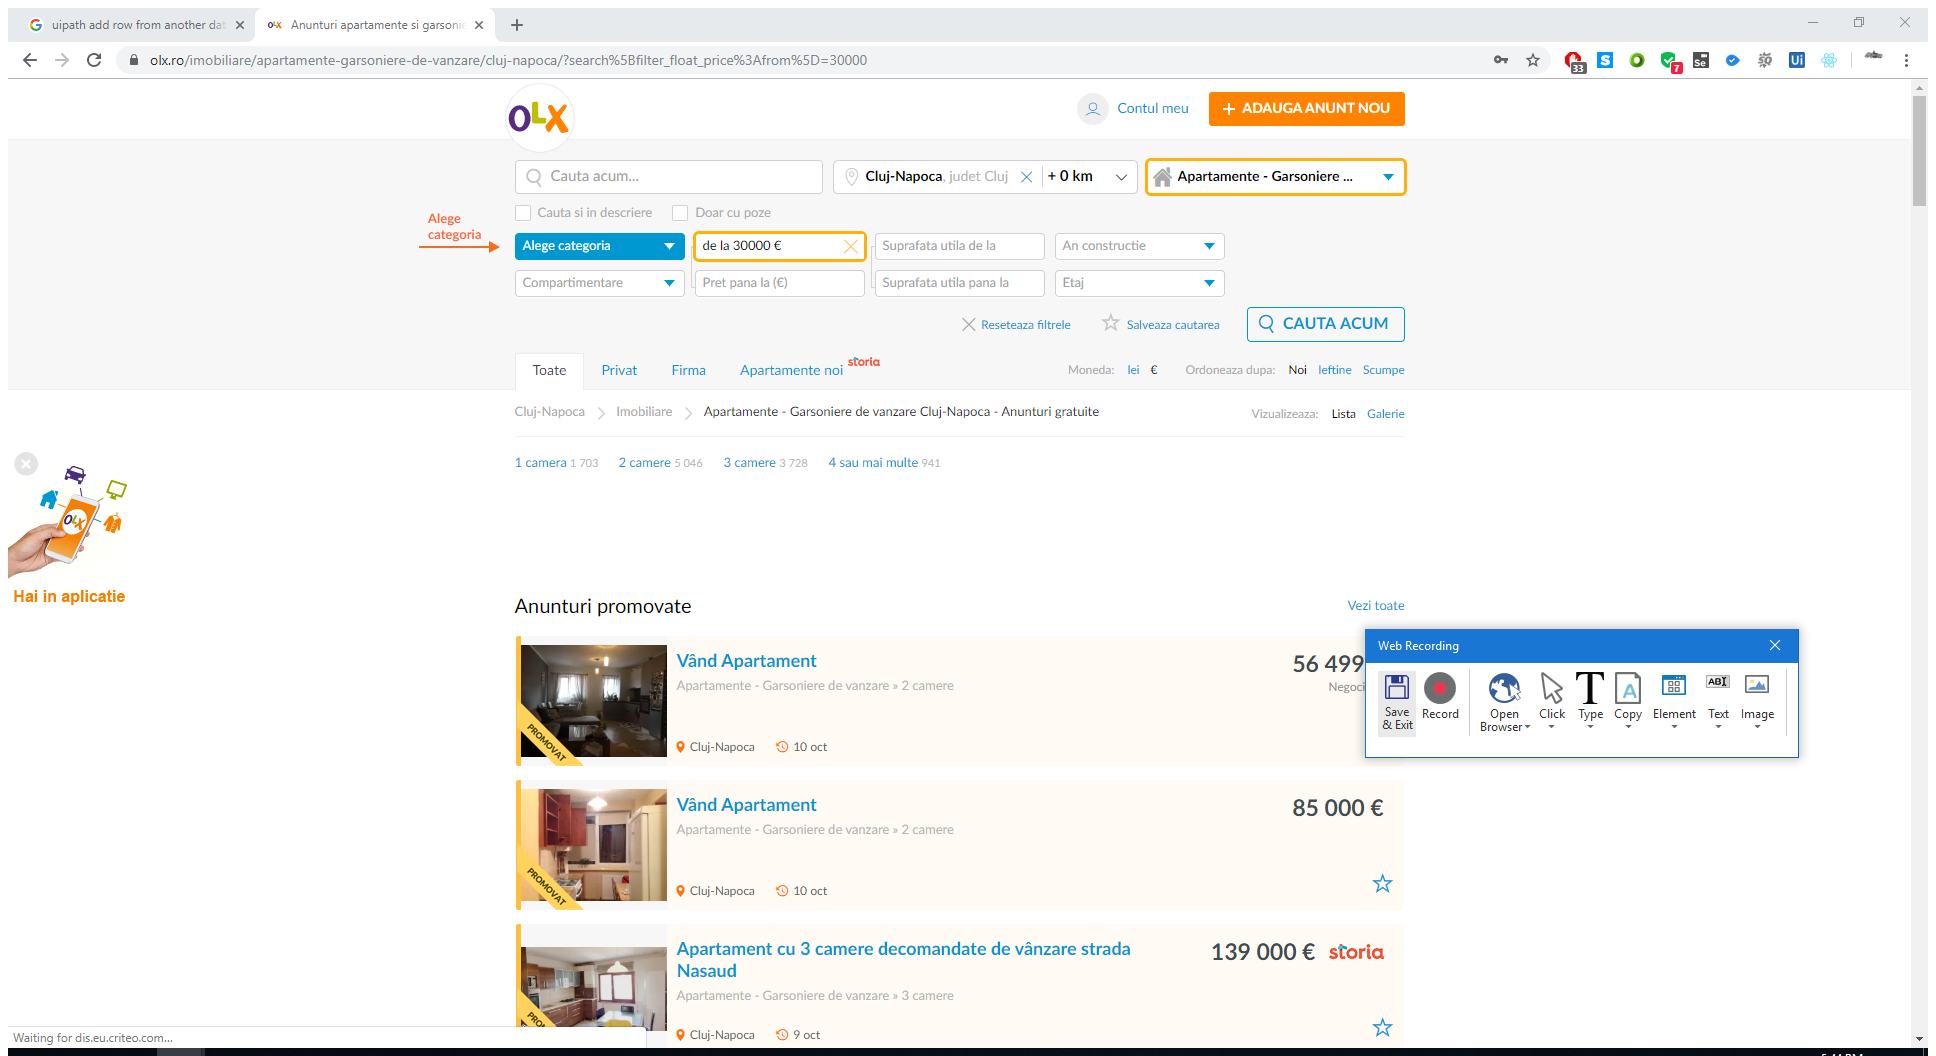 uipath add row from another dat
OLX Anunturi apartamente si garsonie
olx.ro/imobiliare/apartamente-garsoniere-de-vanzare/cluj-napoca/?search%5Bfilter_float_price%3Afrom%5D=30000
33
S
7
Se
Ui
OLX
Contul meu
+ ADAUGA ANUNT NOU
Cauta acum...
Cluj-Napoca, judet Cluj
+ 0 km
Apartamente - Garsoniere ...
Cauta si in descriere
Doar cu poze
Alege
categoria
Alege categoria
de la 30000 €
Suprafata utila de la
An constructie
Compartimentare
Pret pana la (€)
Suprafata utila pana la
Etaj
Reseteaza filtrele
Salveaza cautarea
CAUTA ACUM
Toate
Privat
Firma
Apartamente noi storia
Moneda: lei €
Ordoneaza dupa: Noi Ieftine Scumpe
Cluj-Napoca
Imobiliare
Apartamente - Garsoniere de vanzare Cluj-Napoca - Anunturi gratuite
Vizualizeaza: Lista Galerie
1 camera 1 703
2 camere 5 046
3 camere 3 728
4 sau mai multe 941
OLX
Hai in aplicatie
Anunturi promovate
Vezi toate
Vând Apartament
56 499
Apartamente - Garsoniere de vanzare » 2 camere
Negoci
PROMOVAT
Cluj-Napoca
10 oct
Web Recording
Save
& Exit
Record
Open
Browser
Click
T
Type
A
Copy
Element
AB
Text
Image
Vând Apartament
85 000 €
Apartamente - Garsoniere de vanzare » 2 camere
PROMOVAT
Cluj-Napoca
10 oct
Apartament cu 3 camere decomandate de vânzare strada
Nasaud
139 000 €
storia
Apartamente - Garsoniere de vanzare » 3 camere
Cluj-Napoca
9 oct
Waiting for dis.eu.criteo.com...